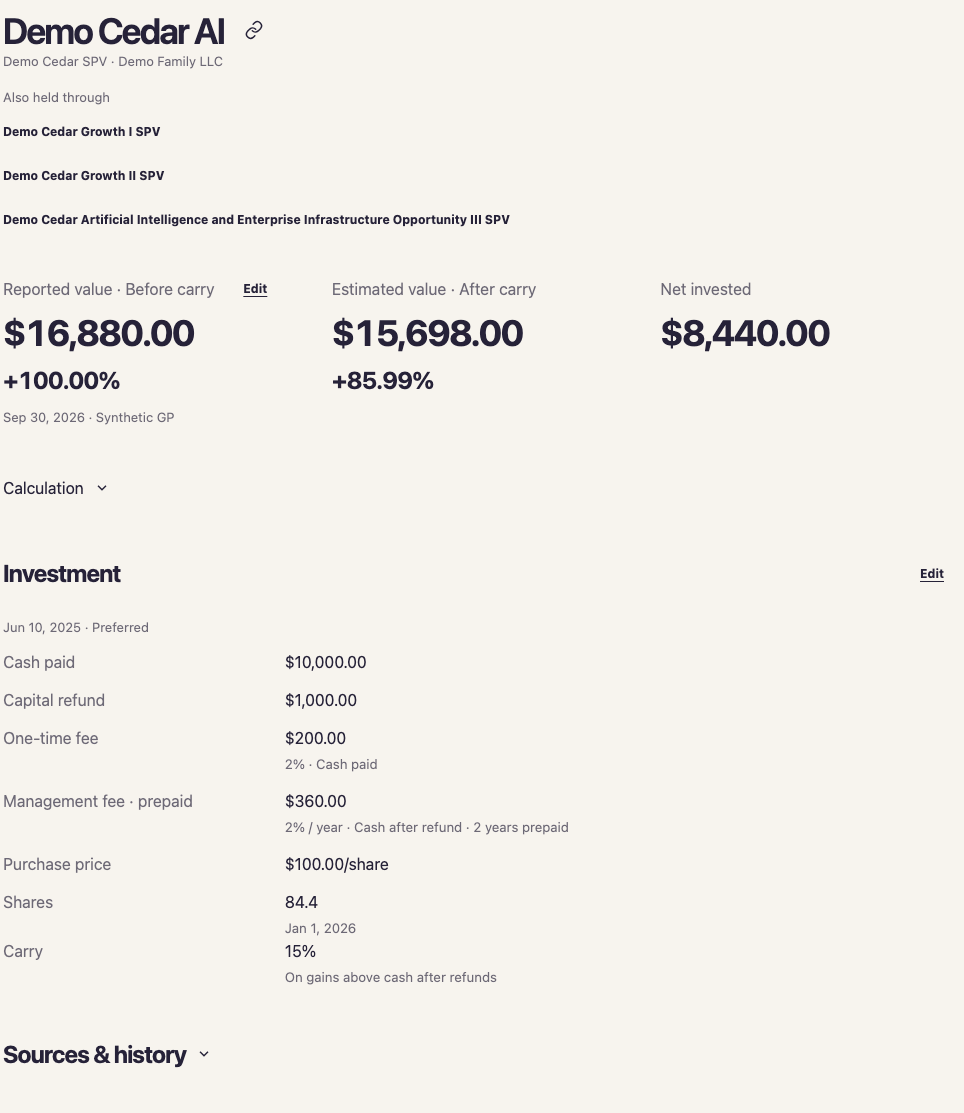 Demo Cedar AI
Demo Cedar SPV · Demo Family LLC
Also held through
Demo Cedar Growth I SPV
Demo Cedar Growth II SPV
Demo Cedar Artificial Intelligence and Enterprise Infrastructure Opportunity III SPV
Reported value · Before carry Edit
$16,880.00
+100.00%
Sep 30, 2026 · Synthetic GP
Estimated value · After carry
$15,698.00
+85.99%
Net invested
$8,440.00
Calculation
Investment Edit
Jun 10, 2025 · Preferred
Cash paid $10,000.00
Capital refund $1,000.00
One-time fee $200.00
2% · Cash paid
Management fee · prepaid $360.00
2% / year · Cash after refund · 2 years prepaid
Purchase price $100.00/share
Shares 84.4
Jan 1, 2026
Carry 15%
On gains above cash after refunds
Sources & history